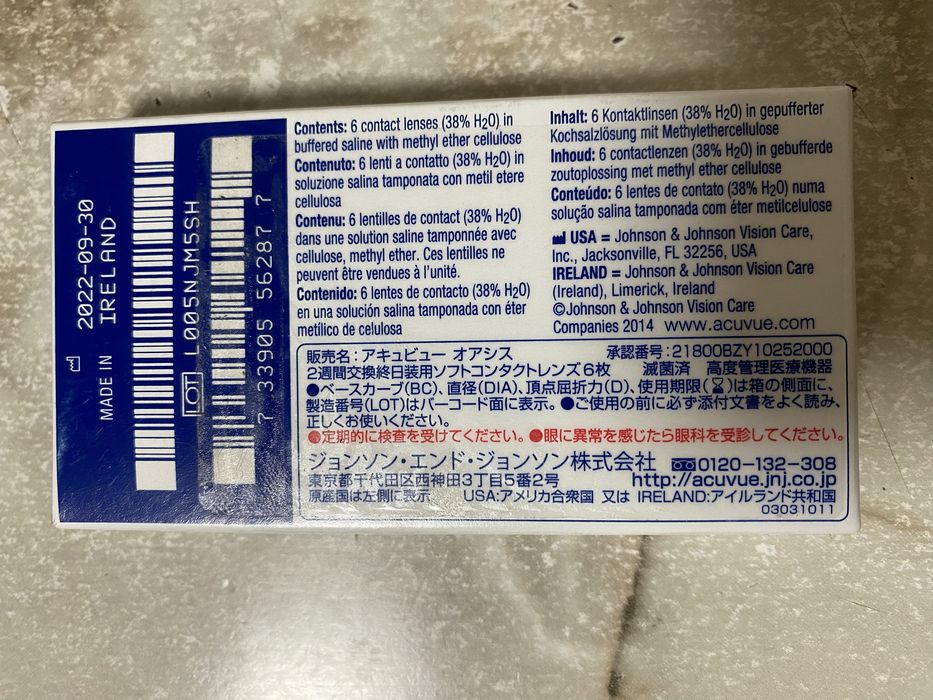 2022-09-30
MADE IN IRELAND
LOT L005NJM5SH
7 33905 56287 7
Contents: 6 contact lenses (38% H2O) in
buffered saline with methyl ether cellulose
Contenuto: 6 lenti a contatto (38% H2O) in
soluzione salina tamponata con metil etere
cellulosa
Contenu: 6 lentilles de contact (38% H2O)
dans une solution saline tamponnée avec
cellulose, methyl ether. Ces lentilles ne
peuvent être vendues à l'unité.
Contenido: 6 lentes de contacto (38% H2O)
en una solución salina tamponada con éter
metílico de celulosa
Inhalt: 6 Kontaktlinsen (38% H2O) in gepufferter
Kochsalzlösung mit Methylethercellulose
Inhoud: 6 contactlenzen (38% H2O) in gebufferde
zoutoplossing met methyl ether cellulose
Conteúdo: 6 lentes de contato (38% H2O) numa
solução salina tamponada com éter metilcelulose
USA = Johnson & Johnson Vision Care,
Inc., Jacksonville, FL 32256, USA
IRELAND = Johnson & Johnson Vision Care
(Ireland), Limerick, Ireland
©Johnson & Johnson Vision Care
Companies 2014 www.acuvue.com
販売名：アキュビュー オアシス 承認番号：21800BZY10252000
2週間交換終日装用ソフトコンタクトレンズ6枚 滅菌済 高度管理医療機器
●ベースカーブ(BC)、直径(DIA)、頂点屈折力(D)、使用期限(⌛)は箱の側面に、
製造番号(LOT)はバーコード面に表示。●ご使用の前に必ず添付文書をよく読み、
正しくお使いください。
●定期的に検査を受けてください。●眼に異常を感じたら眼科を受診してください。
ジョンソン・エンド・ジョンソン株式会社 0120-132-308
東京都千代田区西神田3丁目5番2号 http://acuvue.jnj.co.jp
原産国は左側に表示 USA：アメリカ合衆国 又は IRELAND：アイルランド共和国
03031011